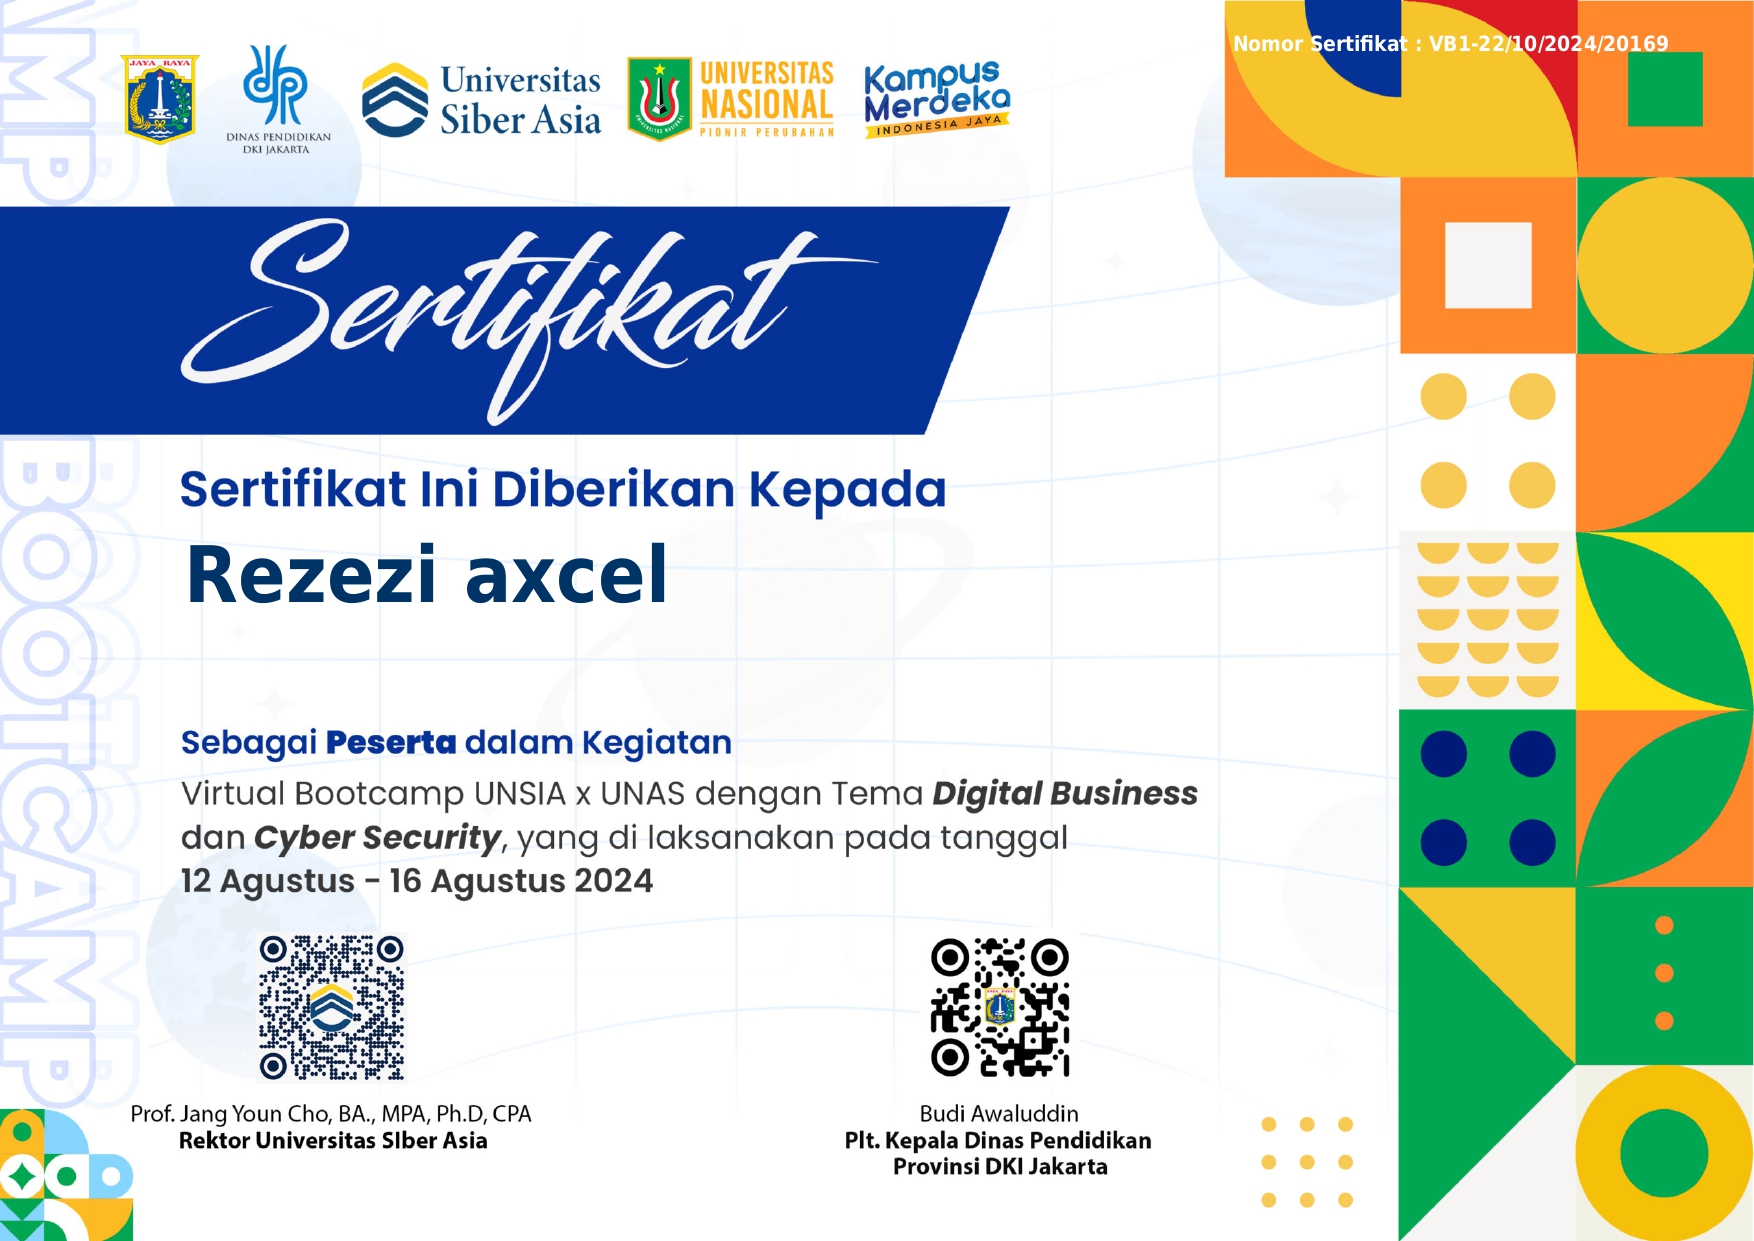 Nomor Sertifikat : VB1-22/10/2024/20169
JAYA RAYA
DINAS PENDIDIKAN
DKI JAKARTA
Universitas
Siber Asia
UNIVERSITAS
NASIONAL
PIONIR PERUBAHAN
Kampus
Merdeka
INDONESIA JAYA
Sertifikat
Sertifikat Ini Diberikan Kepada
Rezezi axcel
Sebagai Peserta dalam Kegiatan
Virtual Bootcamp UNSIA x UNAS dengan Tema Digital Business
dan Cyber Security, yang di laksanakan pada tanggal
12 Agustus - 16 Agustus 2024
Prof. Jang Youn Cho, BA., MPA, Ph.D, CPA
Rektor Universitas SIber Asia
Budi Awaluddin
Plt. Kepala Dinas Pendidikan
Provinsi DKI Jakarta
BOOTCAMP